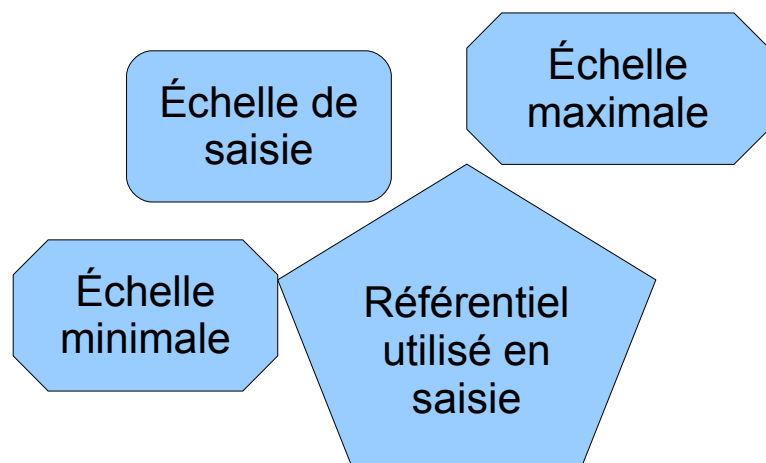 Échelle
maximale
Échelle de
saisie
Échelle
minimale
Référentiel
utilisé en
saisie